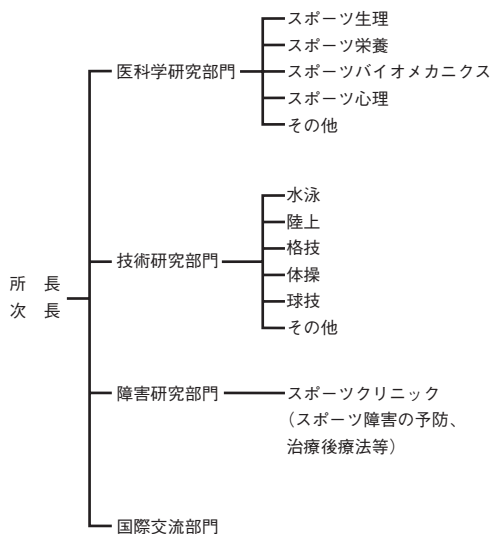 所　長
次　長
医科学研究部門
スポーツ生理
スポーツ栄養
スポーツバイオメカニクス
スポーツ心理
その他
技術研究部門
水泳
陸上
格技
体操
球技
その他
障害研究部門
スポーツクリニック
（スポーツ障害の予防、
治療後療法等）
国際交流部門